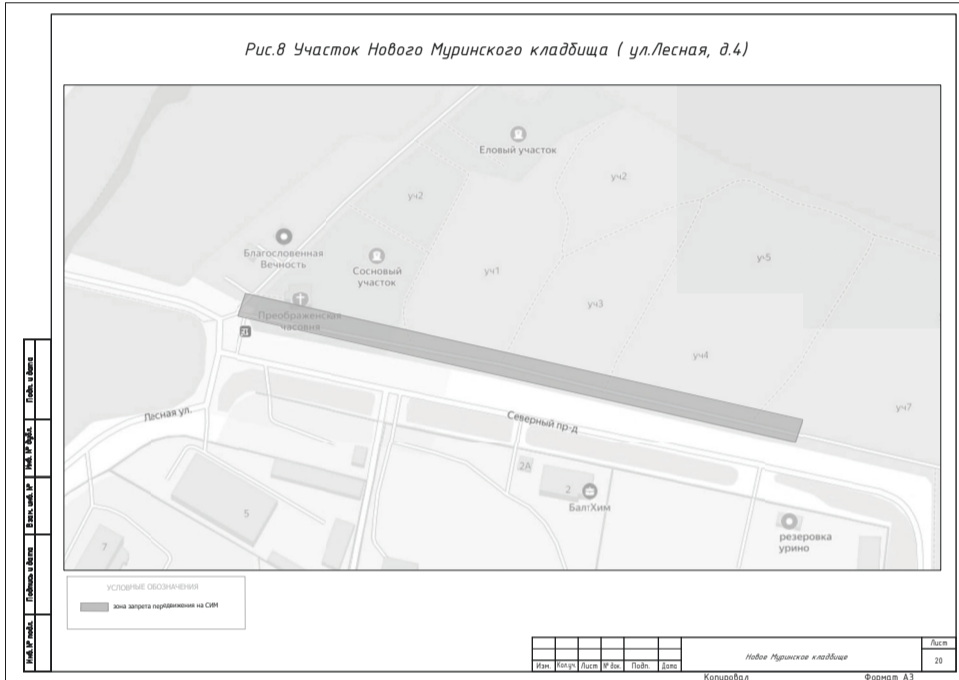 Рис.8 Участок Нового Муринского кладбища ( ул.Лесная, д.4)
Еловый участок
уч2
уч2
Благословенная
Вечность
Сосновый
участок
уч1
уч5
Преображенская
часовня
уч3
уч4
уч7
Лесная ул.
Северный пр-д
2А
2
БалтХим
5
7
резеровка
урино
УСЛОВНЫЕ ОБОЗНАЧЕНИЯ
зона запрета передвижения на СИМ
Подп. и дата
Инв. № дубл.
Взам. инв. №
Подпись и дата
Инв. № подл.
Изм. Кол.уч. Лист № док. Подп. Дата
Новое Муринское кладбище
Лист
20
Копировал
Формат А3